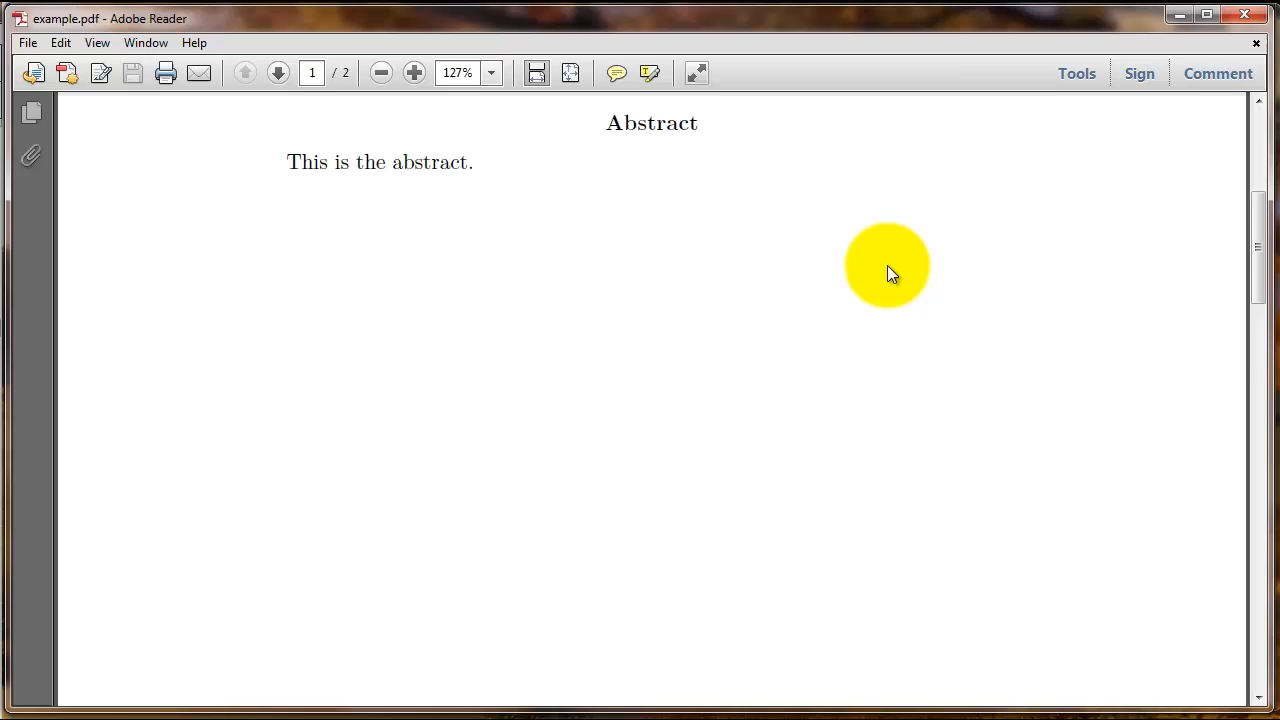 example.pdf - Adobe Reader
File Edit View Window Help
1 / 2 127% Tools Sign Comment
Abstract
This is the abstract.